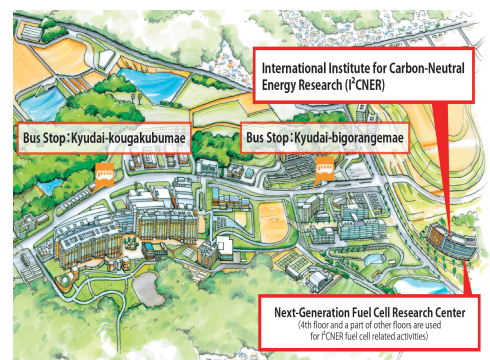 International Institute for Carbon-Neutral
Energy Research (I²CNER)
Bus Stop：Kyudai-kougakubumae
Bus Stop：Kyudai-bigorangemae
Next-Generation Fuel Cell Research Center
(4th floor and a part of other floors are used
for I²CNER fuel cell related activities)